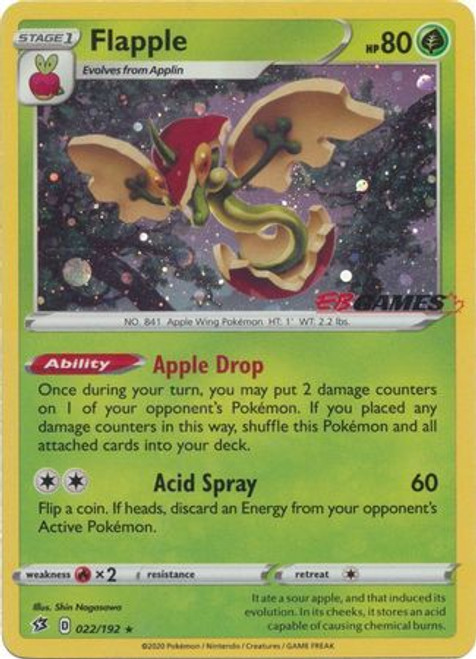 STAGE 1
Flapple
HP 80
Evolves from Applin
EB GAMES
NO. 841 Apple Wing Pokémon. HT: 1' WT: 2.2 lbs.
Ability Apple Drop
Once during your turn, you may put 2 damage counters
on 1 of your opponent's Pokémon. If you placed any
damage counters in this way, shuffle this Pokémon and all
attached cards into your deck.
Acid Spray 60
Flip a coin. If heads, discard an Energy from your opponent's
Active Pokémon.
weakness ×2 resistance retreat
Illus. Shin Nagasawa
It ate a sour apple, and that induced its
evolution. In its cheeks, it stores an acid
capable of causing chemical burns.
D 022/192 ★
©2020 Pokémon / Nintendo / Creatures / GAME FREAK